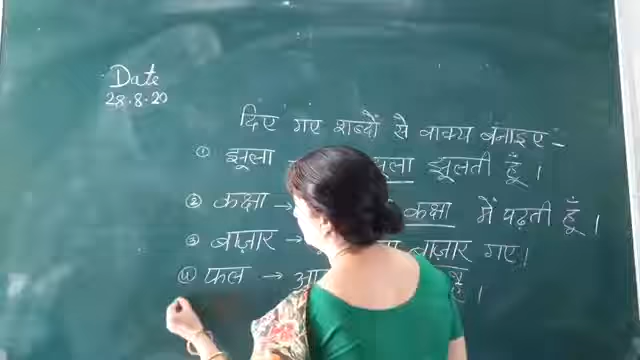 Date
28.8.20
दिए गए शब्दों से वाक्य बनाइए -
① झूला → झूला झूलती हूँ।
② कक्षा → कक्षा में पढ़ती हूँ।
③ बाज़ार → बाज़ार गए।
④ फल →